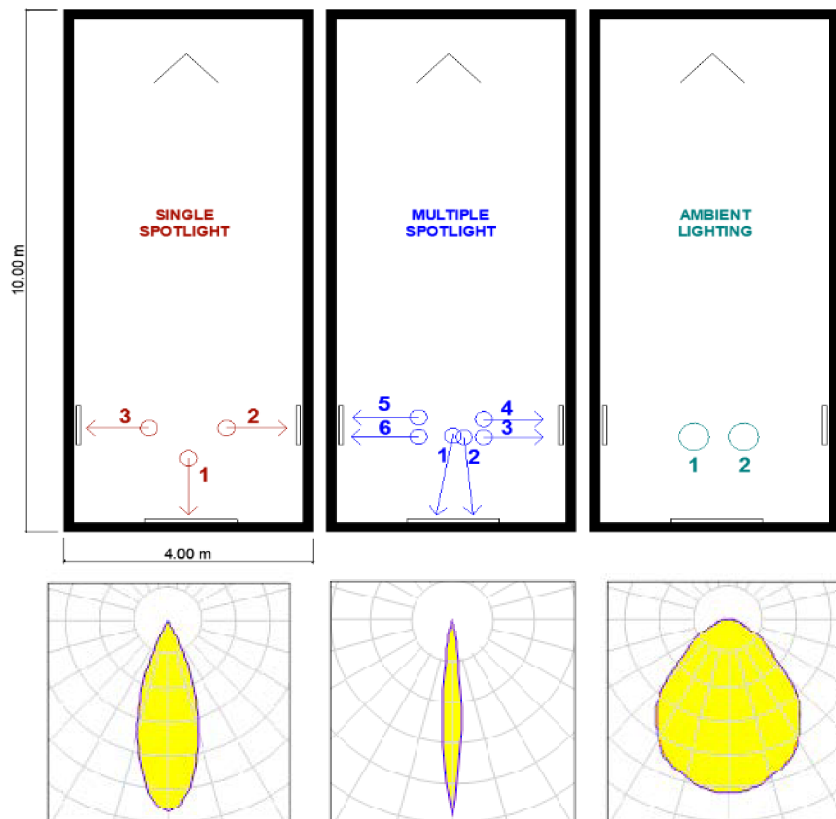 SINGLE
SPOTLIGHT
MULTIPLE
SPOTLIGHT
AMBIENT
LIGHTING
10.00 m
3
2
1
5
4
6
3
1
2
1
2
4.00 m